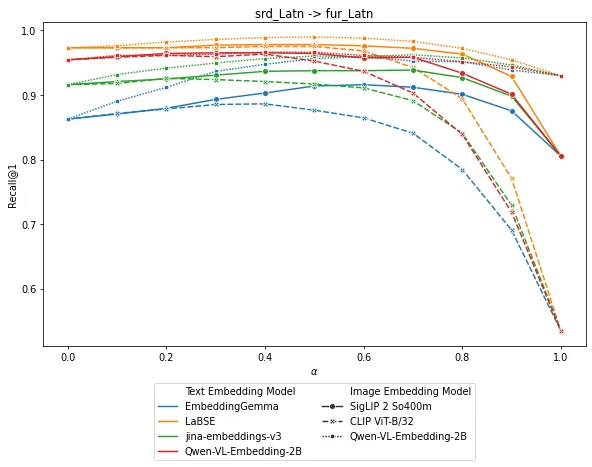 srd_Latn -> fur_Latn
1.0
0.9
0.8
0.7
0.6
Recall@1
0.0 0.2 0.4 0.6 0.8 1.0
α
Text Embedding Model Image Embedding Model
EmbeddingGemma SigLIP 2 So400m
LaBSE CLIP ViT-B/32
jina-embeddings-v3 Qwen-VL-Embedding-2B
Qwen-VL-Embedding-2B